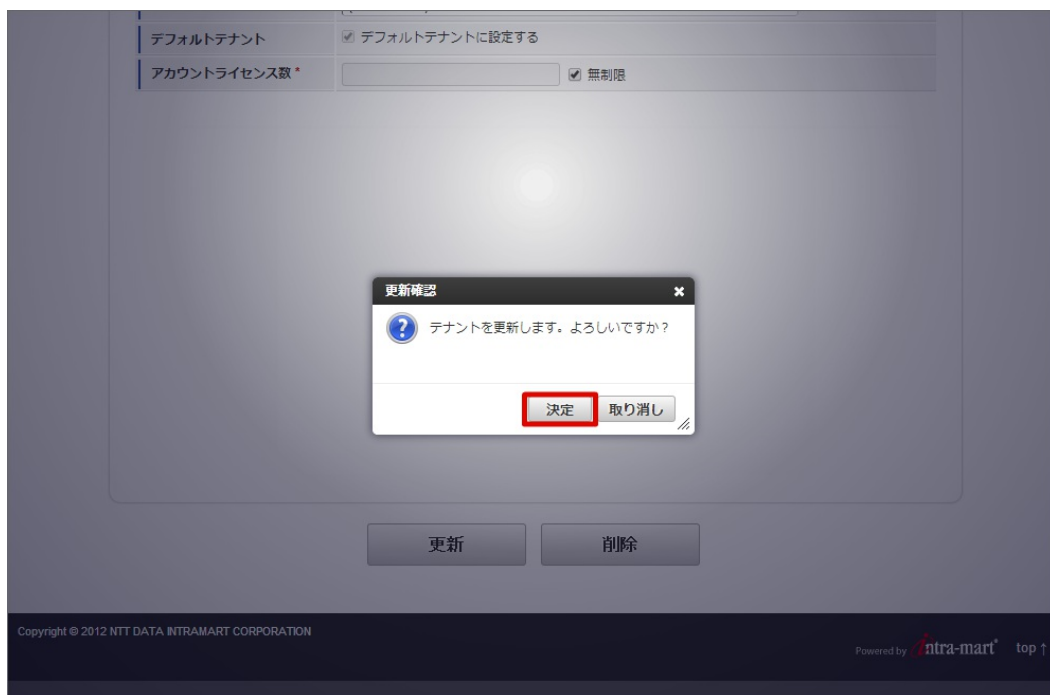 デフォルトテナント デフォルトテナントに設定する
アカウントライセンス数 * 無制限
更新確認
テナントを更新します。よろしいですか?
決定 取り消し
更新 削除
Copyright © 2012 NTT DATA INTRAMART CORPORATION
Powered by intra-mart® top ↑